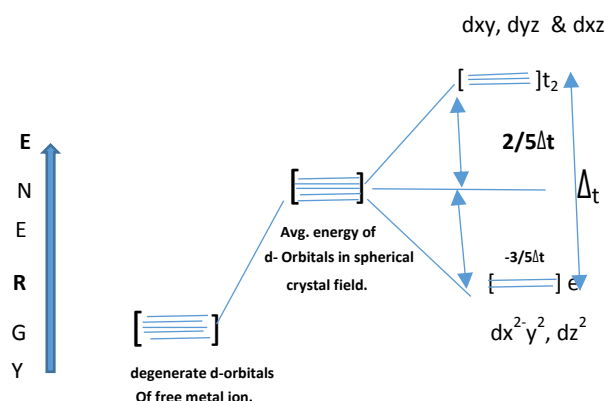 dxy, dyz & dxz
[ ]t₂
E
N
E
R
G
Y
2/5Δt
Δt
[ ]
Avg. energy of
d- Orbitals in spherical
crystal field.
-3/5Δt
[ ] e
dx²⁻y², dz²
[ ]
degenerate d-orbitals
Of free metal ion.